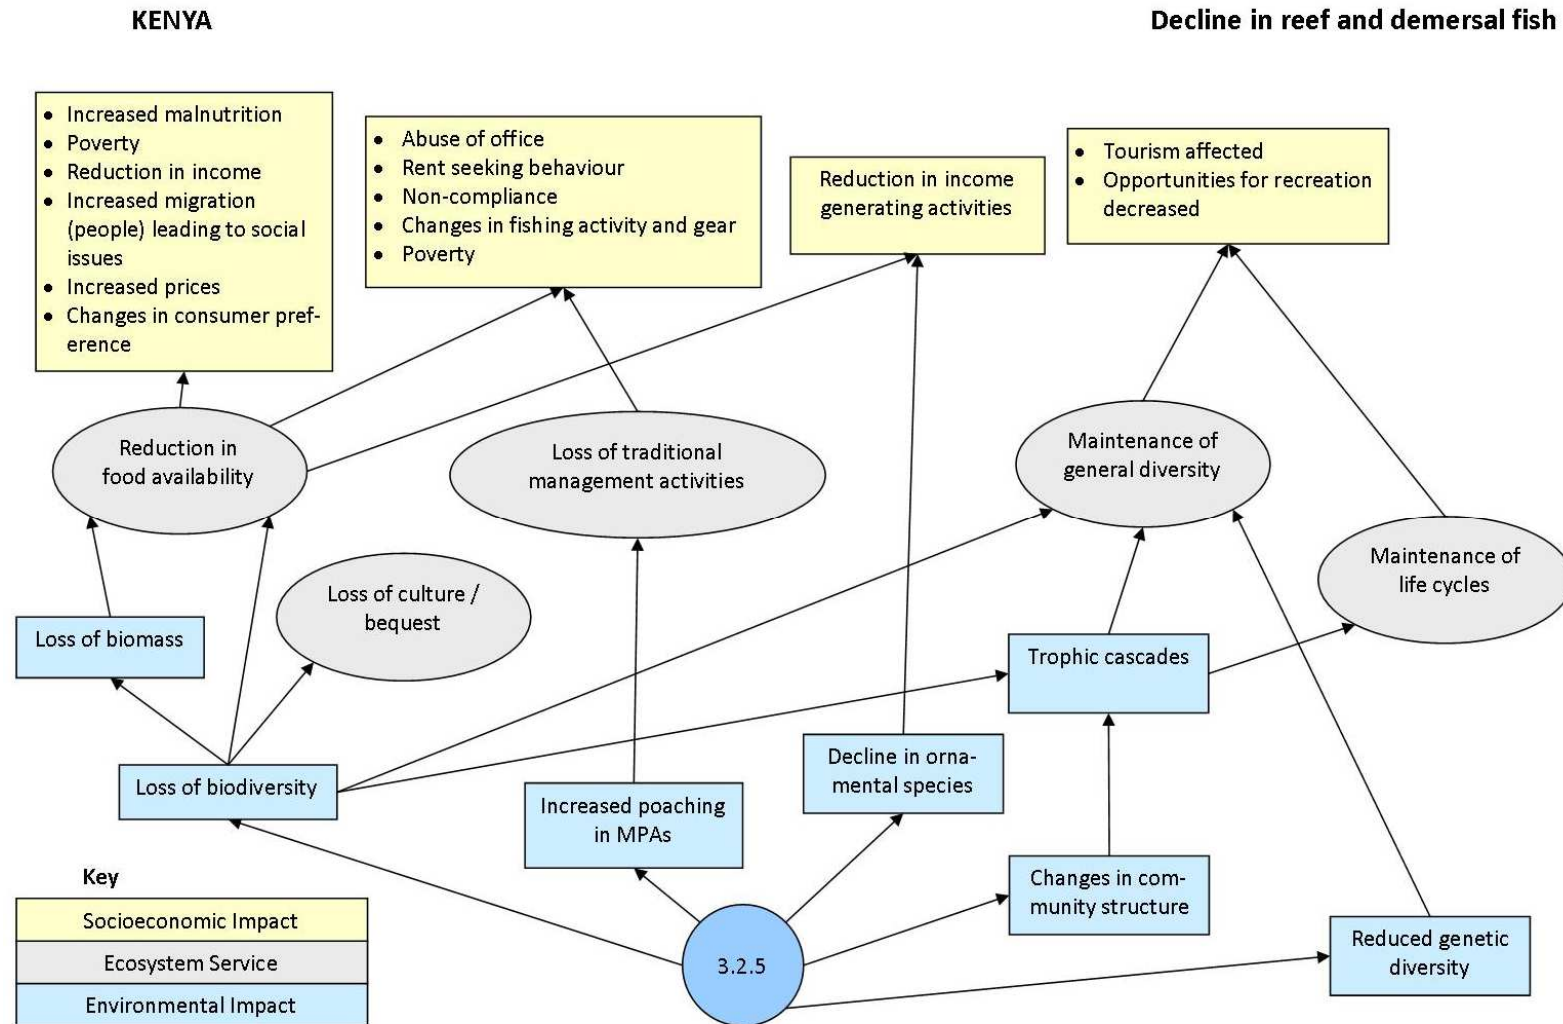 KENYA
Decline in reef and demersal fish
• Increased malnutrition
• Poverty
• Reduction in income
• Increased migration
(people) leading to social
issues
• Increased prices
• Changes in consumer pref-
erence
• Abuse of office
• Rent seeking behaviour
• Non-compliance
• Changes in fishing activity and gear
• Poverty
Reduction in income
generating activities
• Tourism affected
• Opportunities for recreation
decreased
Reduction in
food availability
Loss of traditional
management activities
Maintenance of
general diversity
Maintenance of
life cycles
Loss of culture /
bequest
Loss of biomass
Trophic cascades
Loss of biodiversity
Increased poaching
in MPAs
Decline in orna-
mental species
Changes in com-
munity structure
Reduced genetic
diversity
3.2.5
Key
Socioeconomic Impact
Ecosystem Service
Environmental Impact